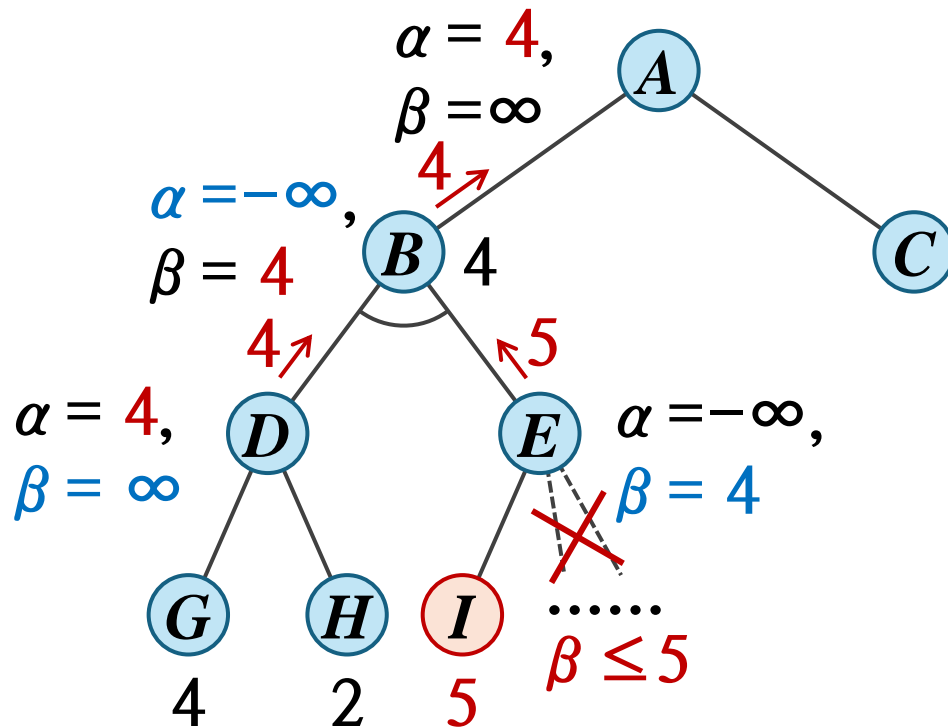 α = 4,
β = ∞
A
4
α = −∞,
β = 4
B
4
C
4
5
α = 4,
β = ∞
D
E
α = −∞,
β = 4
G
H
I
......
β ≤ 5
4
2
5